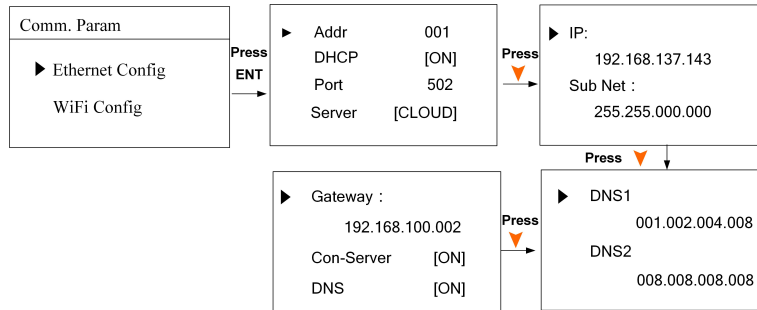 Comm. Param
Ethernet Config
WiFi Config
Press
ENT
Addr 001
DHCP [ON]
Port 502
Server [CLOUD]
Press
IP:
192.168.137.143
Sub Net :
255.255.000.000
Press
Gateway :
192.168.100.002
Con-Server [ON]
DNS [ON]
Press
DNS1
001.002.004.008
DNS2
008.008.008.008